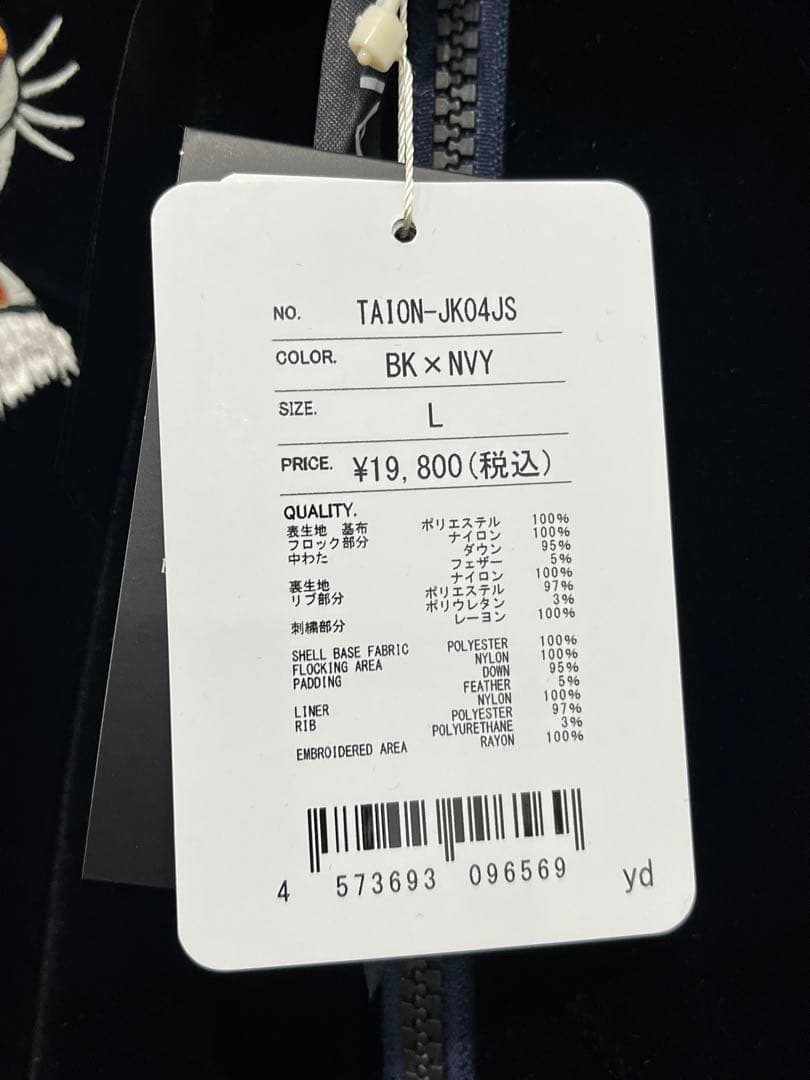 NO. TAION-JK04JS
COLOR. BK×NVY
SIZE. L
PRICE. ¥19,800(税込)
QUALITY.
表生地 基布 ポリエステル 100%
フロック部分 ナイロン 100%
中わた ダウン 95%
フェザー 5%
裏生地 ナイロン 100%
リブ部分 ポリエステル 97%
ポリウレタン 3%
刺繍部分 レーヨン 100%
SHELL BASE FABRIC POLYESTER 100%
FLOCKING AREA NYLON 100%
PADDING DOWN 95%
FEATHER 5%
LINER NYLON 100%
RIB POLYESTER 97%
POLYURETHANE 3%
EMBROIDERED AREA RAYON 100%
4 573693 096569 yd